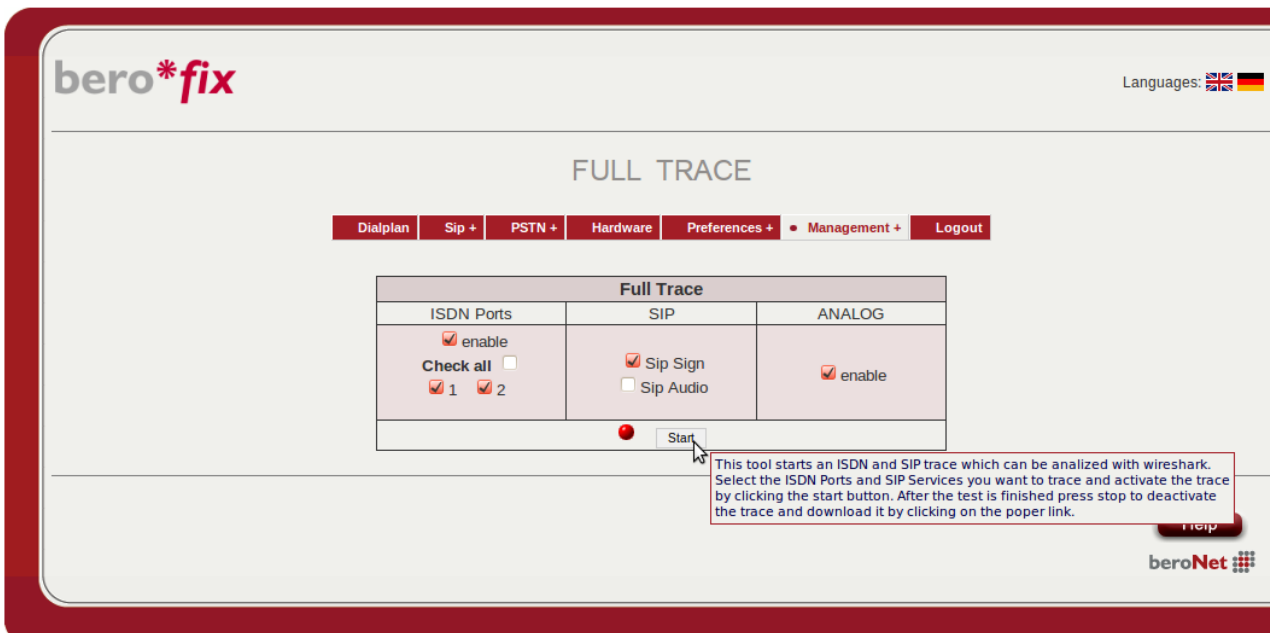 bero*fix
Languages:
FULL TRACE
Dialplan Sip + PSTN + Hardware Preferences + Management + Logout
Full Trace
ISDN Ports SIP ANALOG
enable
Check all
1 2
Sip Sign
Sip Audio
enable
Start
This tool starts an ISDN and SIP trace which can be analized with wireshark.
Select the ISDN Ports and SIP Services you want to trace and activate the trace
by clicking the start button. After the test is finished press stop to deactivate
the trace and download it by clicking on the poper link.
Help
beroNet